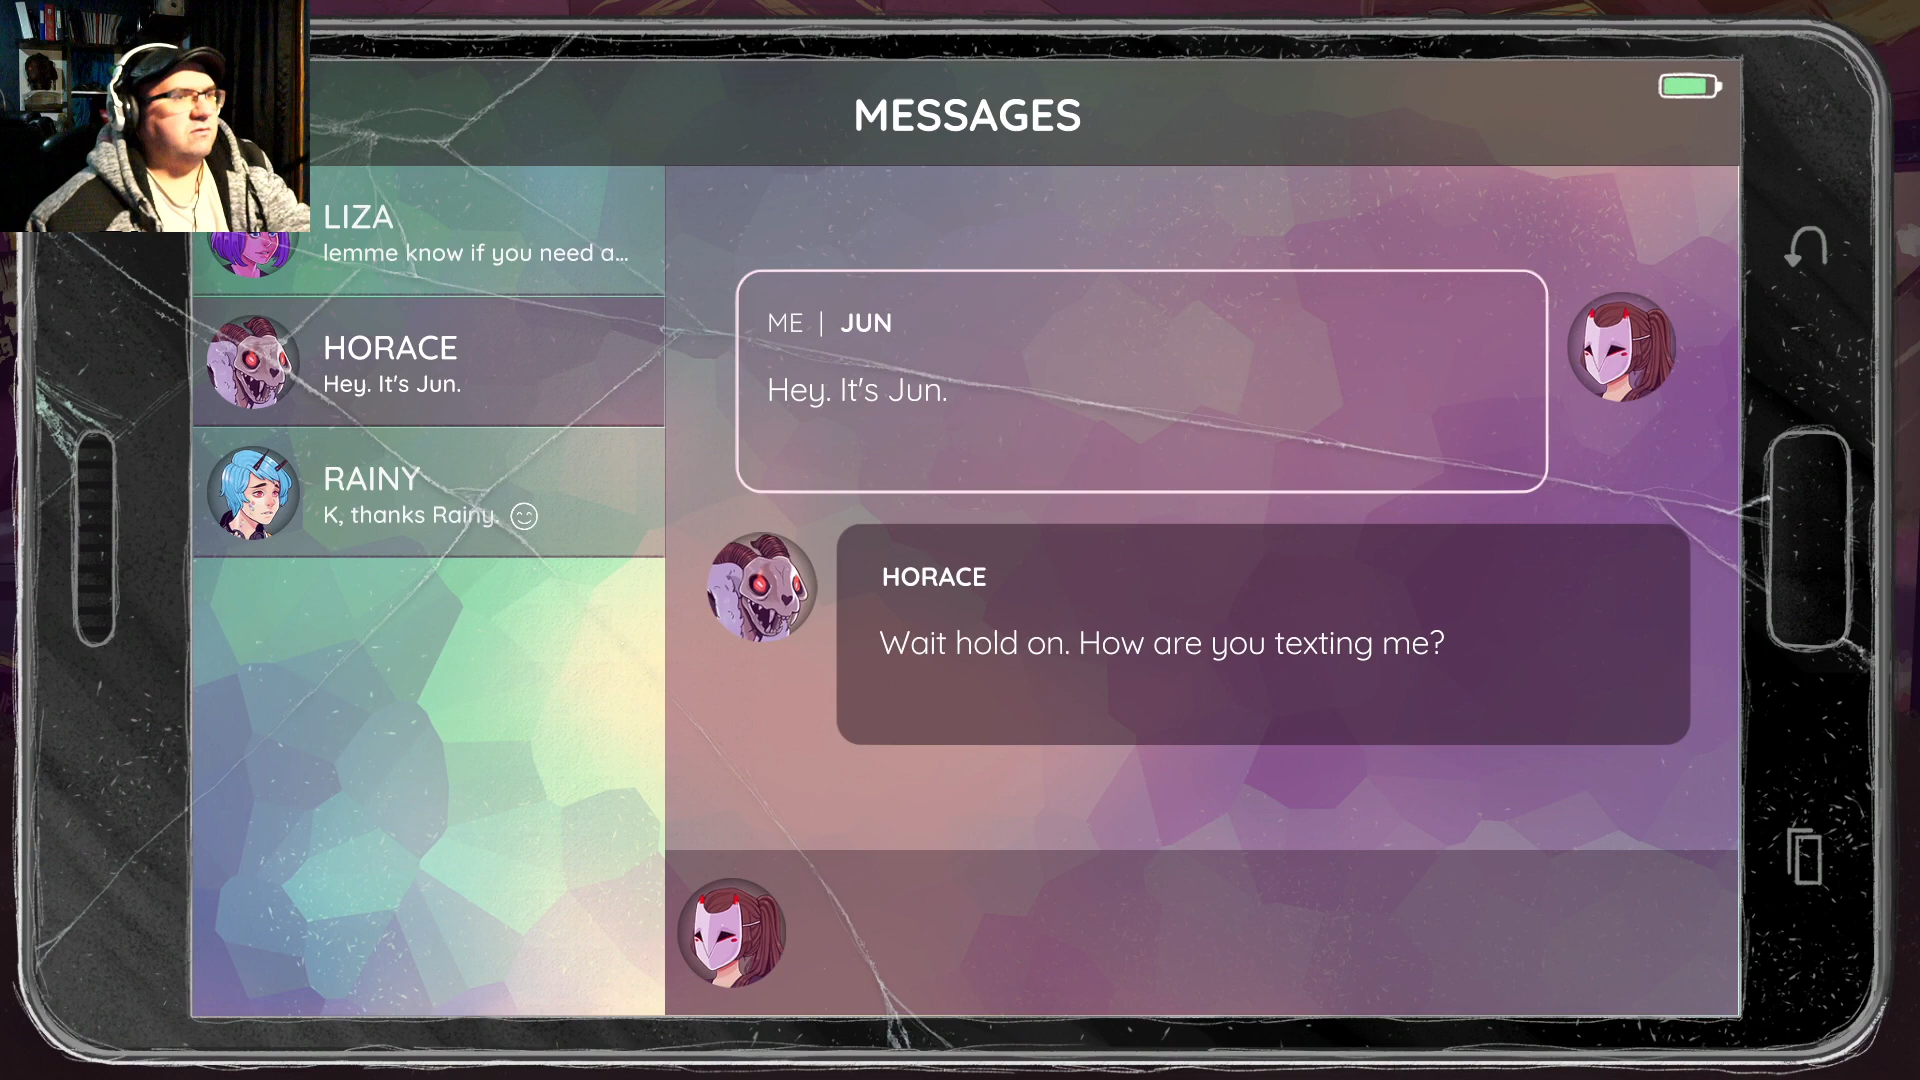 MESSAGES
LIZA
lemme know if you need a...
HORACE
Hey. It's Jun.
RAINY
K, thanks Rainy. 😊
ME | JUN
Hey. It's Jun.
HORACE
Wait hold on. How are you texting me?